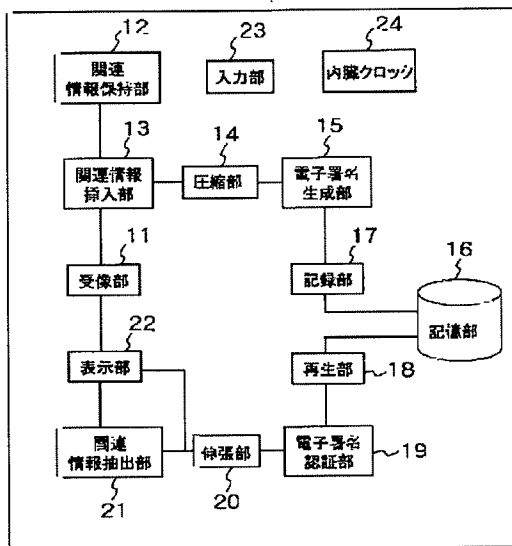 12
23
24
関連
情報保持部
入力部
内臓クロッシ
13
14
15
関連情報
挿入部
圧縮部
電子署名
生成部
11
17
16
受像部
記録部
記憶部
22
表示部
再生部
18
関連
情報抽出部
伸張部
電子署名
認証部
19
21
20